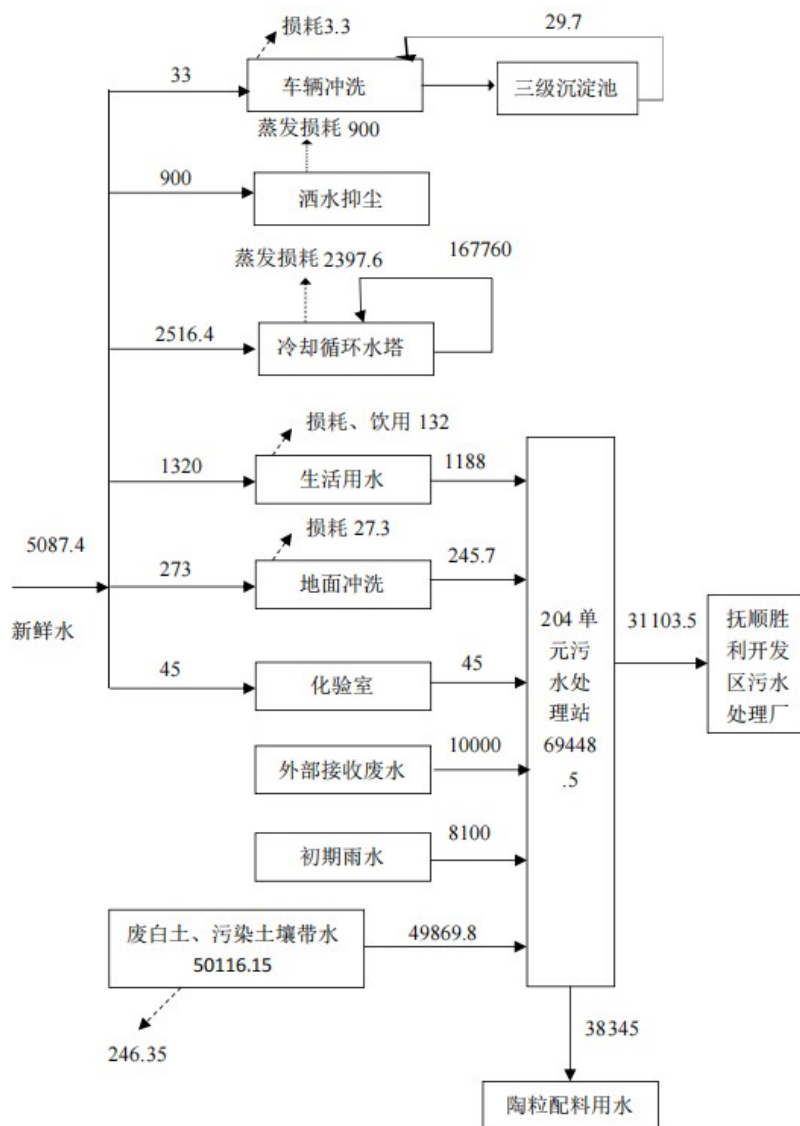 损耗3.3
29.7
33
车辆冲洗
三级沉淀池
蒸发损耗 900
900
洒水抑尘
蒸发损耗 2397.6
167760
2516.4
冷却循环水塔
损耗、饮用 132
1320
生活用水
1188
5087.4
新鲜水
损耗 27.3
273
地面冲洗
245.7
45
化验室
45
外部接收废水
10000
初期雨水
8100
废白土、污染土壤带水
50116.15
49869.8
246.35
204 单
元污
水处
理站
69448
.5
31103.5
抚顺胜
利开发
区污水
处理厂
38345
陶粒配料用水